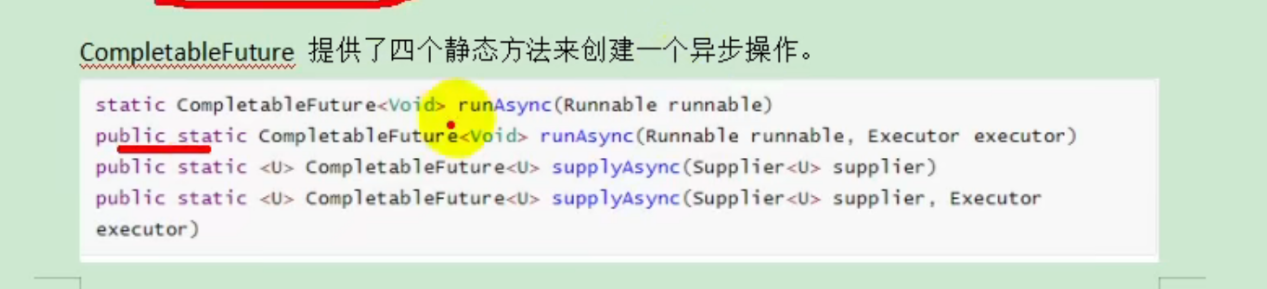 CompletableFuture 提供了四个静态方法来创建一个异步操作。
static CompletableFuture<Void> runAsync(Runnable runnable)
public static CompletableFuture<Void> runAsync(Runnable runnable, Executor executor)
public static <U> CompletableFuture<U> supplyAsync(Supplier<U> supplier)
public static <U> CompletableFuture<U> supplyAsync(Supplier<U> supplier, Executor
executor)